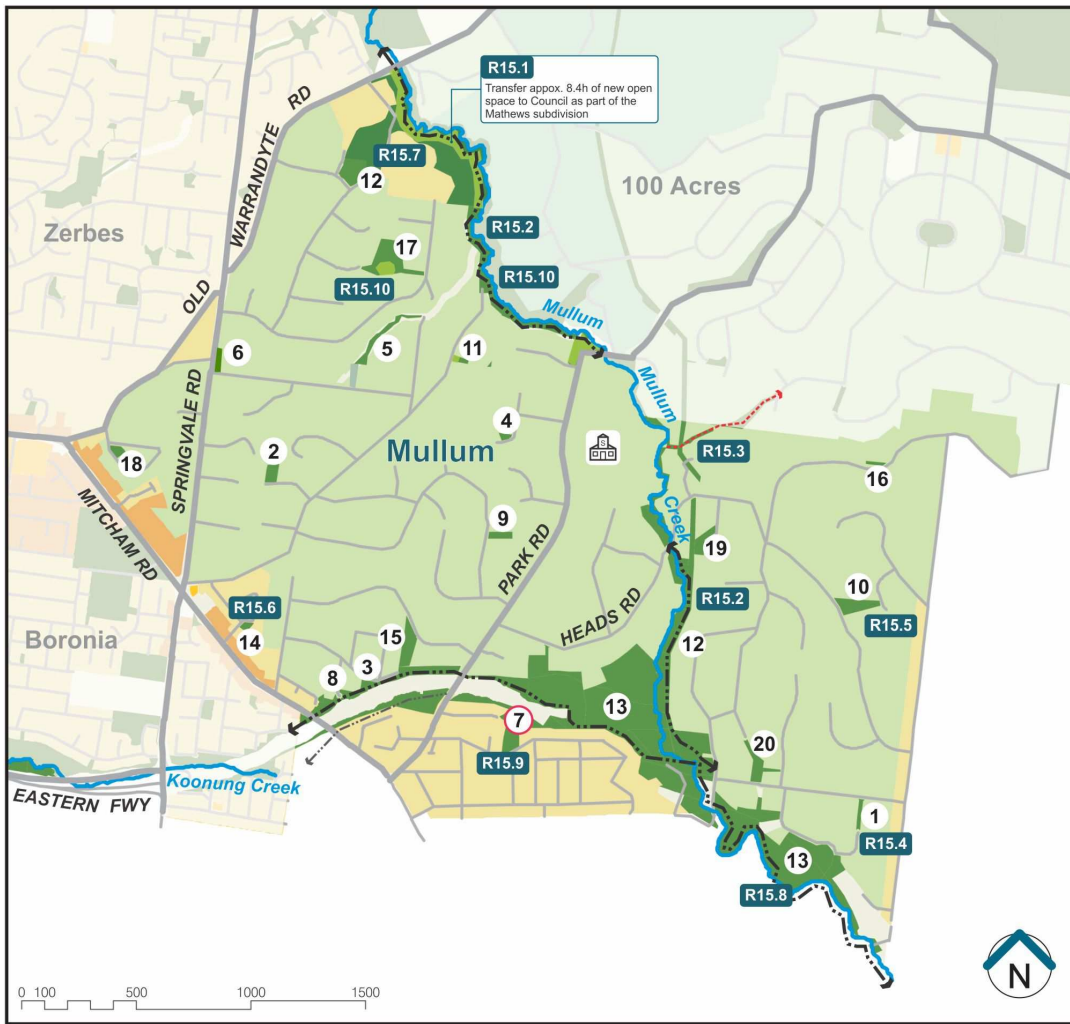 R15.1
Transfer appox. 8.4h of new open
space to Council as part of the
Mathews subdivision
WARRANDYTE RD
OLD
R15.7
12
100 Acres
Zerbes
R15.2
17
R15.10
R15.10
Mullum
6
5
11
Mullum
SPRINGVALE RD
4
S
Mullum
R15.3
18
2
16
MITCHAM RD
9
PARK RD
Creek
19
10
R15.6
R15.2
R15.5
14
HEADS RD
Boronia
15
12
3
8
13
7
20
R15.9
Koonung Creek
EASTERN FWY
1
R15.4
13
R15.8
N
0 100 500 1000 1500